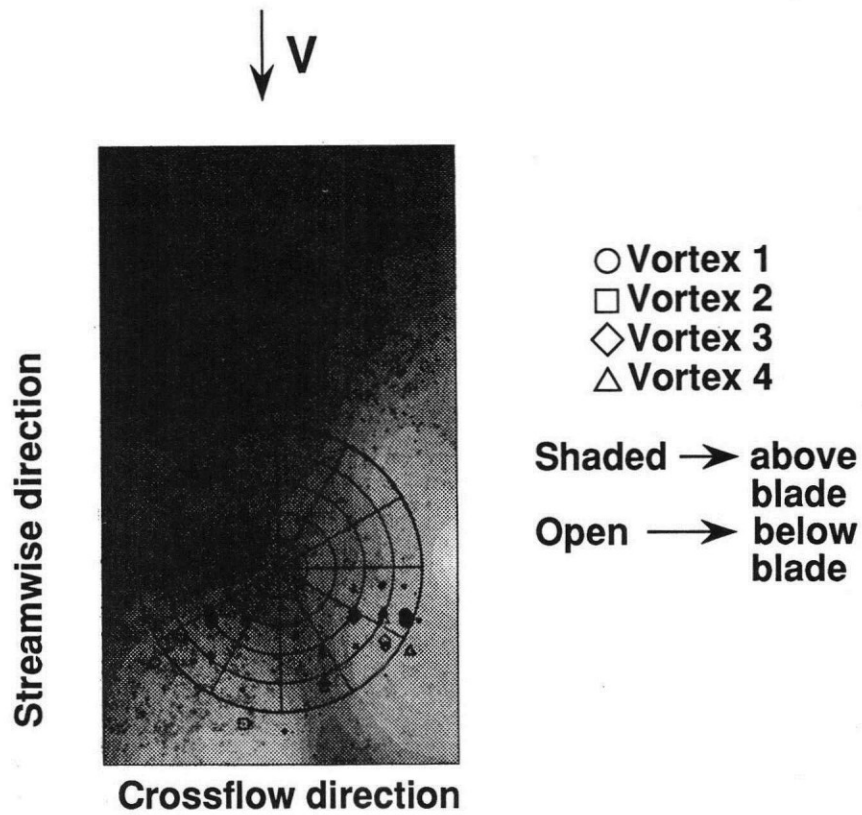 V
Vortex 1
Vortex 2
Vortex 3
Vortex 4
Shaded → above
blade
Open → below
blade
Streamwise direction
Crossflow direction